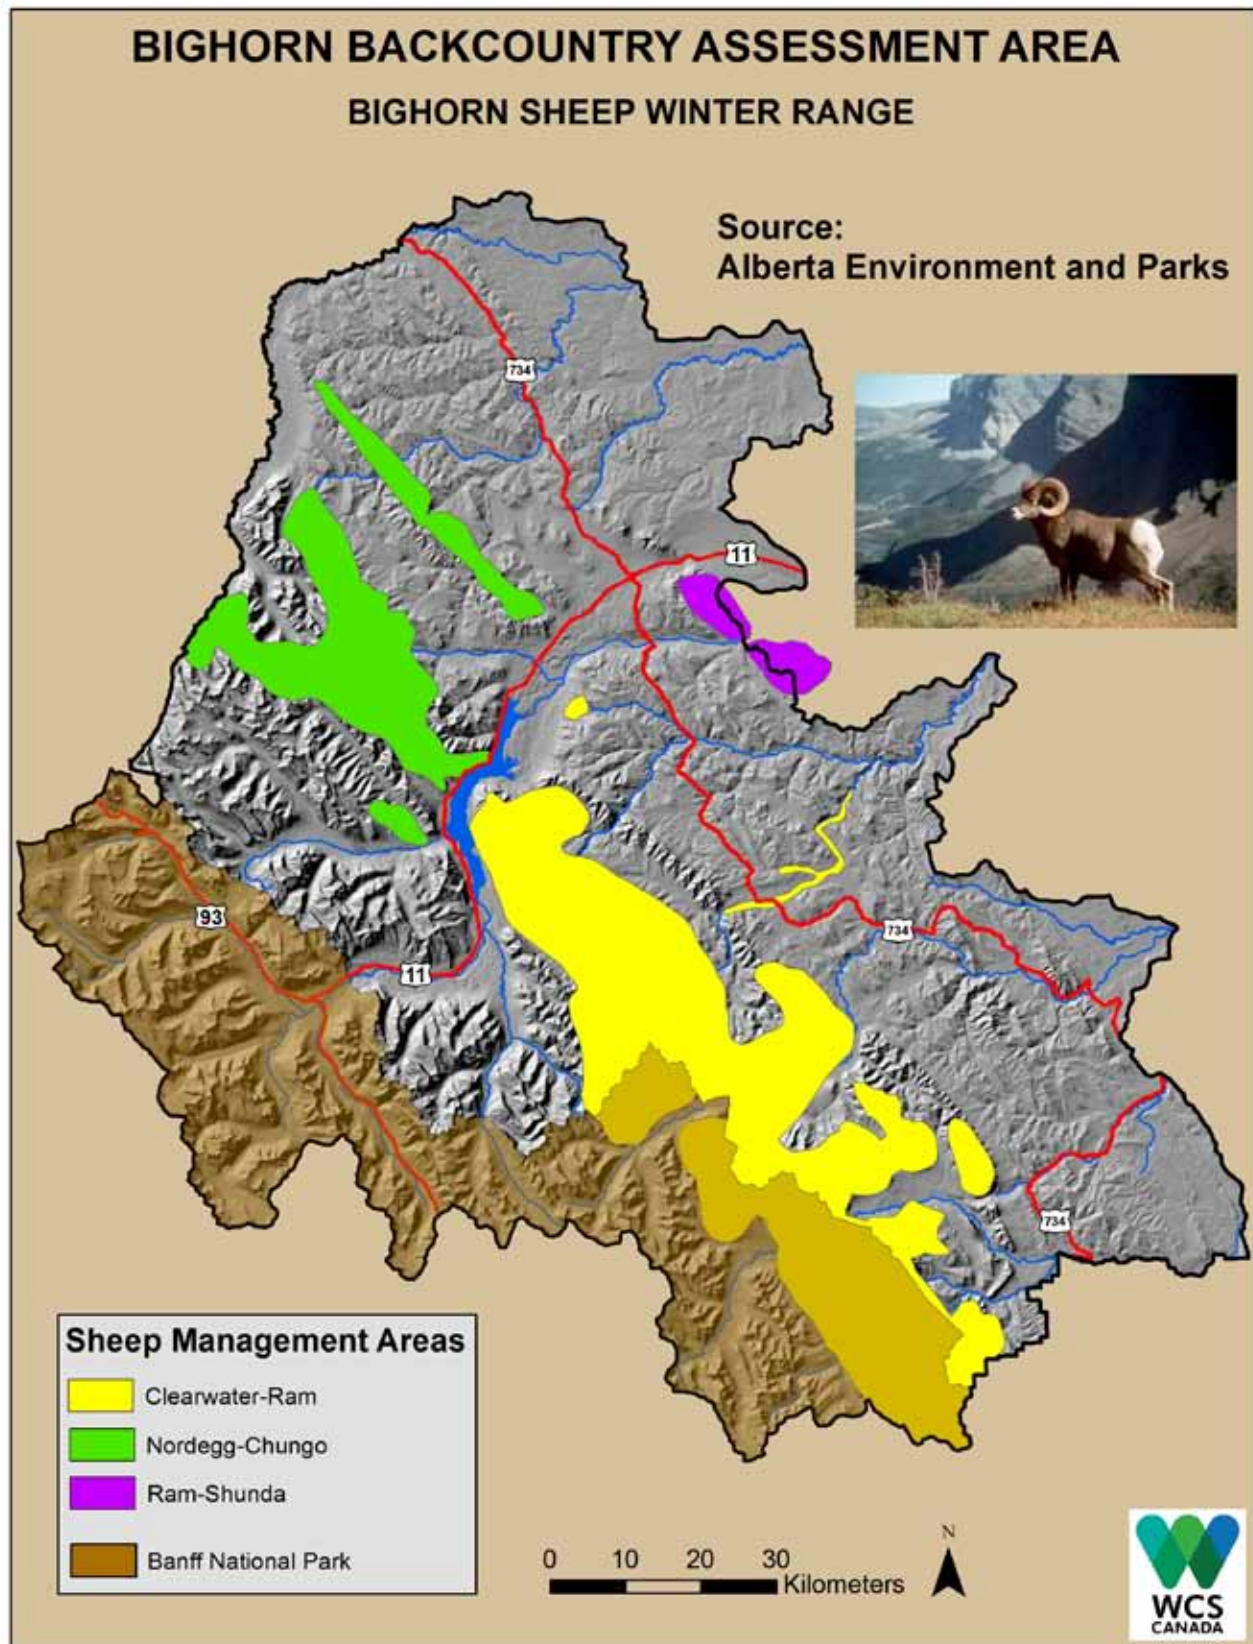 BIGHORN BACKCOUNTRY ASSESSMENT AREA
BIGHORN SHEEP WINTER RANGE
Source:
Alberta Environment and Parks
734
11
93
11
734
734
Sheep Management Areas
Clearwater-Ram
Nordegg-Chungo
Ram-Shunda
Banff National Park
0 10 20 30
Kilometers
N
WCS
CANADA